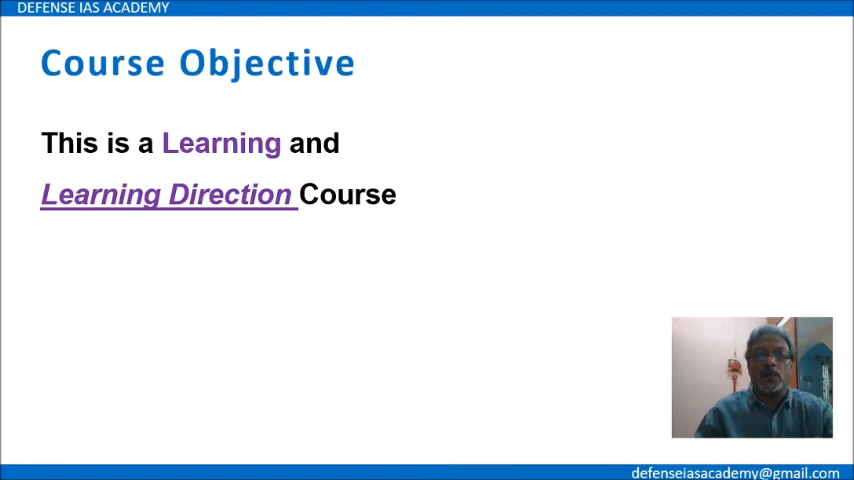 DEFENSE IAS ACADEMY
Course Objective
This is a Learning and
Learning Direction Course
defenseiasacademy@gmail.com